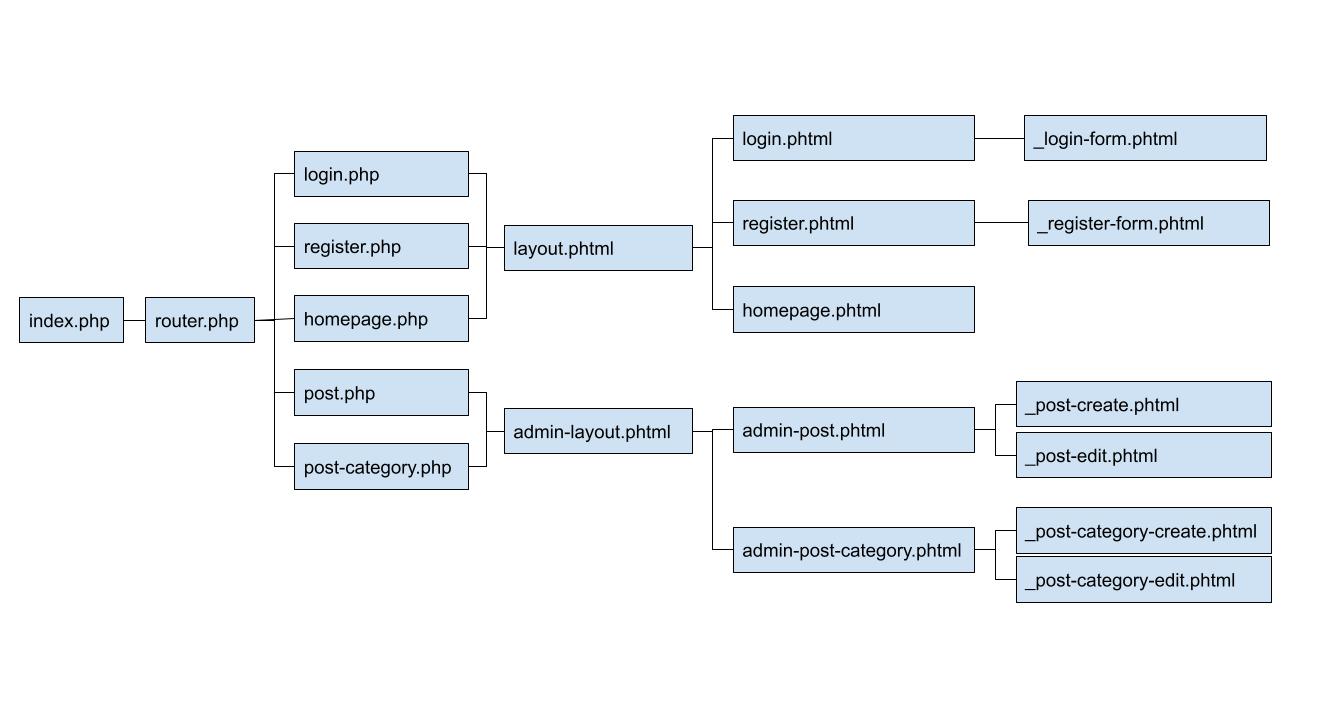 index.php
router.php
login.php
register.php
homepage.php
post.php
post-category.php
layout.phtml
admin-layout.phtml
login.phtml
register.phtml
homepage.phtml
admin-post.phtml
admin-post-category.phtml
_login-form.phtml
_register-form.phtml
_post-create.phtml
_post-edit.phtml
_post-category-create.phtml
_post-category-edit.phtml